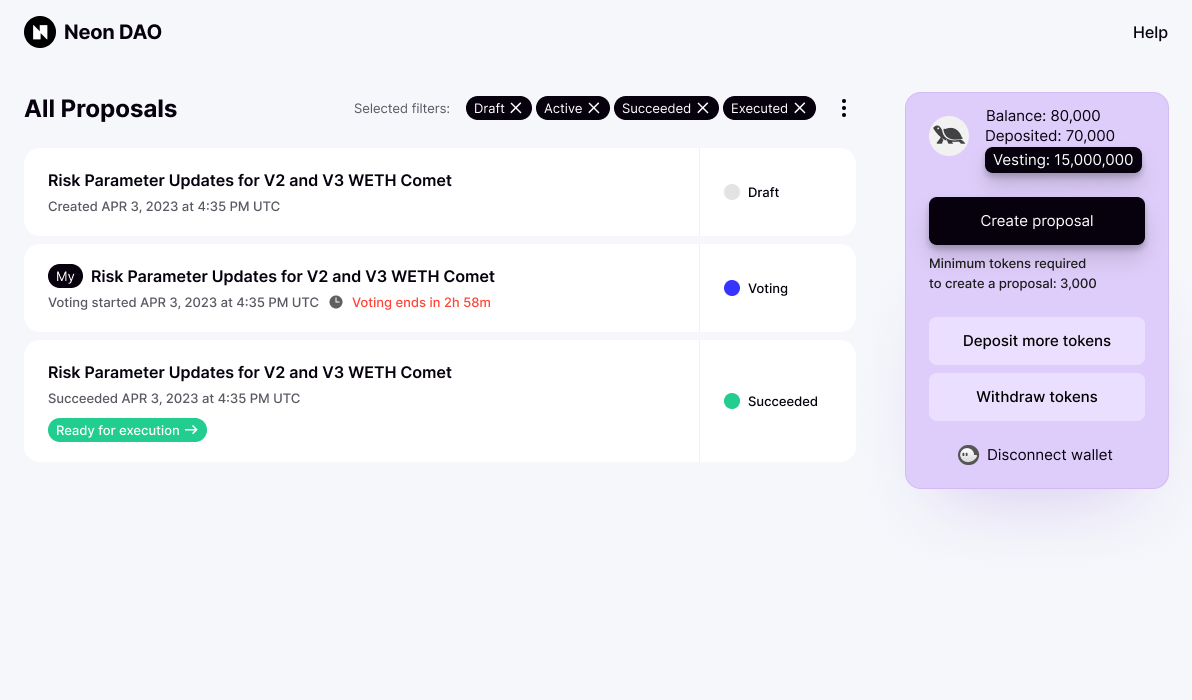 Neon DAO
Help
All Proposals
Selected filters:
Draft
Active
Succeeded
Executed
Risk Parameter Updates for V2 and V3 WETH Comet
Created APR 3, 2023 at 4:35 PM UTC
Draft
My Risk Parameter Updates for V2 and V3 WETH Comet
Voting started APR 3, 2023 at 4:35 PM UTC Voting ends in 2h 58m
Voting
Risk Parameter Updates for V2 and V3 WETH Comet
Succeeded APR 3, 2023 at 4:35 PM UTC
Ready for execution →
Succeeded
Balance: 80,000
Deposited: 70,000
Vesting: 15,000,000
Create proposal
Minimum tokens required
to create a proposal: 3,000
Deposit more tokens
Withdraw tokens
Disconnect wallet